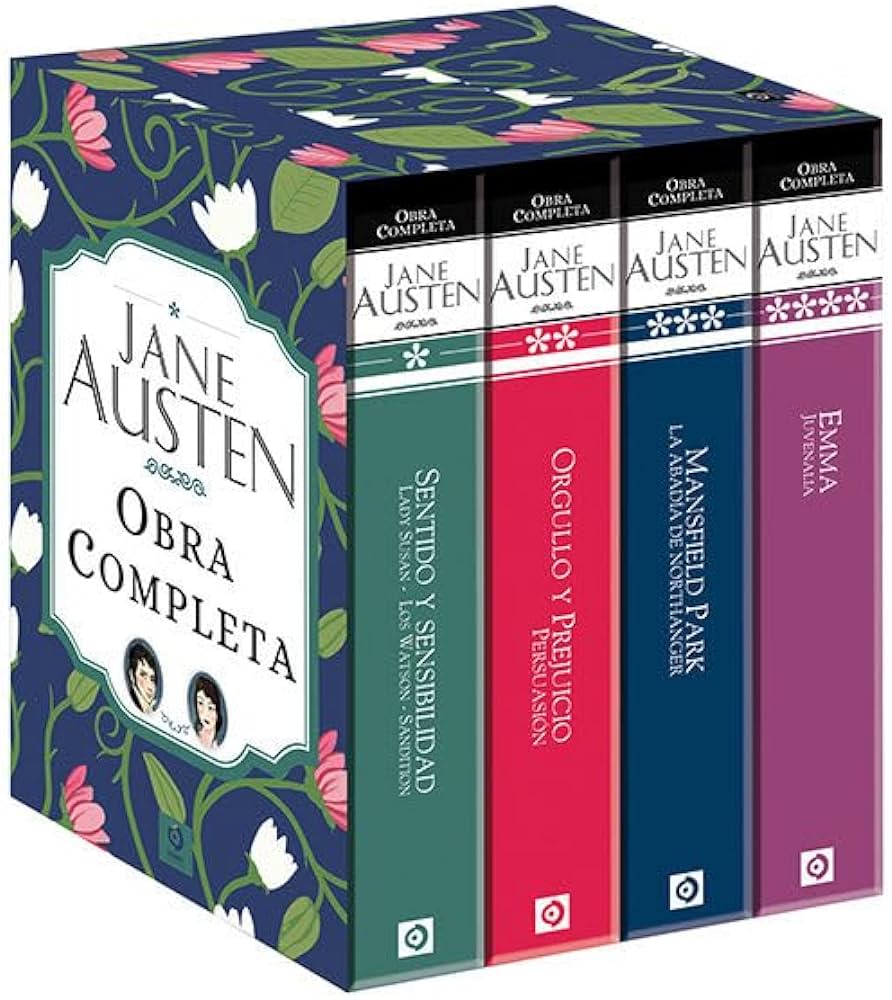 *
JANE
AUSTEN
OBRA
COMPLETA
OBRA
COMPLETA
JANE
AUSTEN
*
SENTIDO Y SENSIBILIDAD
LADY SUSAN - LOS WATSON - SANDITION
OBRA
COMPLETA
JANE
AUSTEN
**
ORGULLO Y PREJUICIO
PERSUASIÓN
OBRA
COMPLETA
JANE
AUSTEN
***
MANSFIELD PARK
LA ABADÍA DE NORTHANGER
OBRA
COMPLETA
JANE
AUSTEN
****
EMMA
JUVENALIA